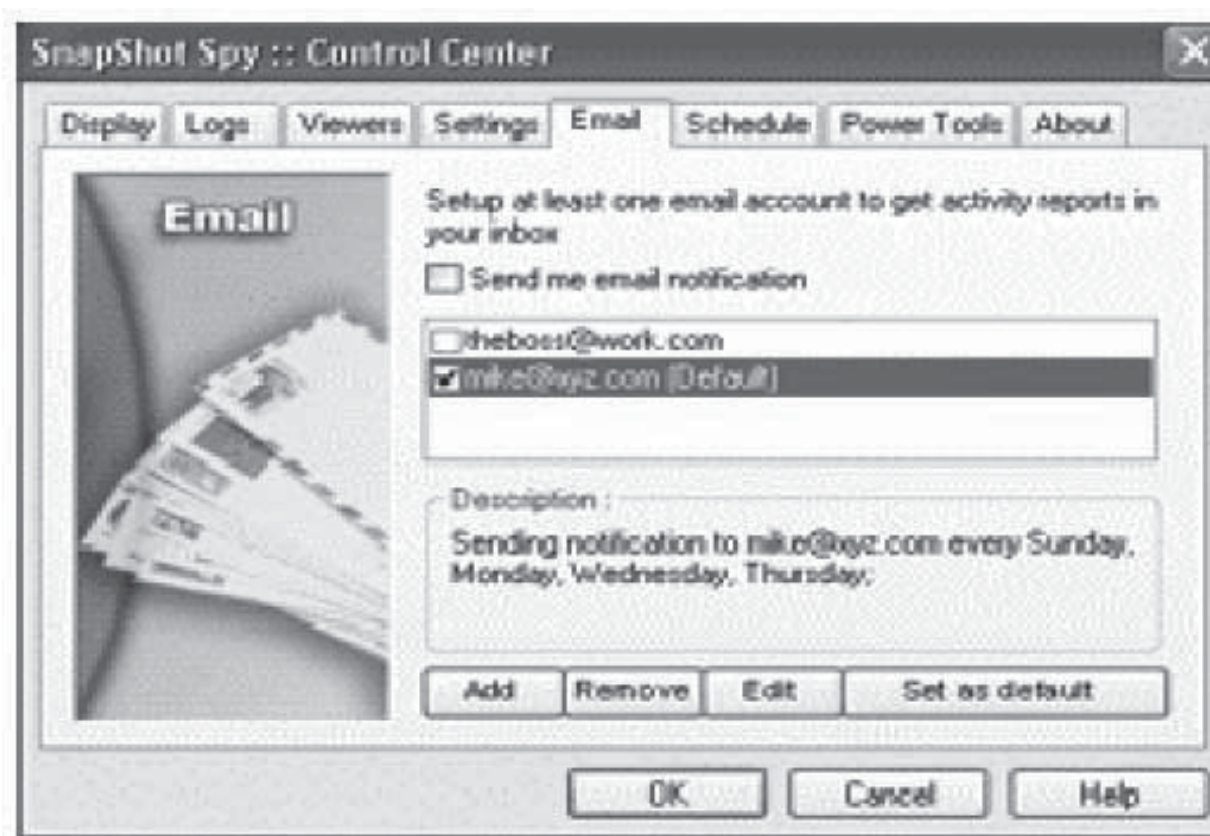 SnapShot Spy :: Control Center
Display Logs Viewers Settings Email Schedule Power Tools About
Email
Setup at least one email account to get activity reports in
your inbox
Send me email notification
theboss@work.com
mike@xyz.com (Default)
Description :
Sending notification to mike@xyz.com every Sunday,
Monday, Wednesday, Thursday;
Add Remove Edit Set as default
OK Cancel Help